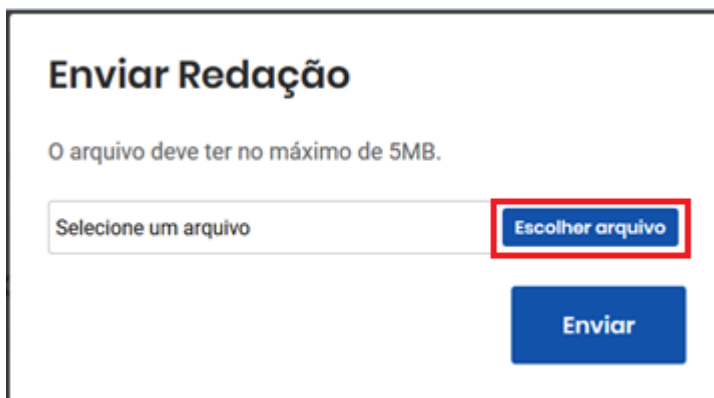 Enviar Redação
O arquivo deve ter no máximo de 5MB.
Selecione um arquivo Escolher arquivo
Enviar